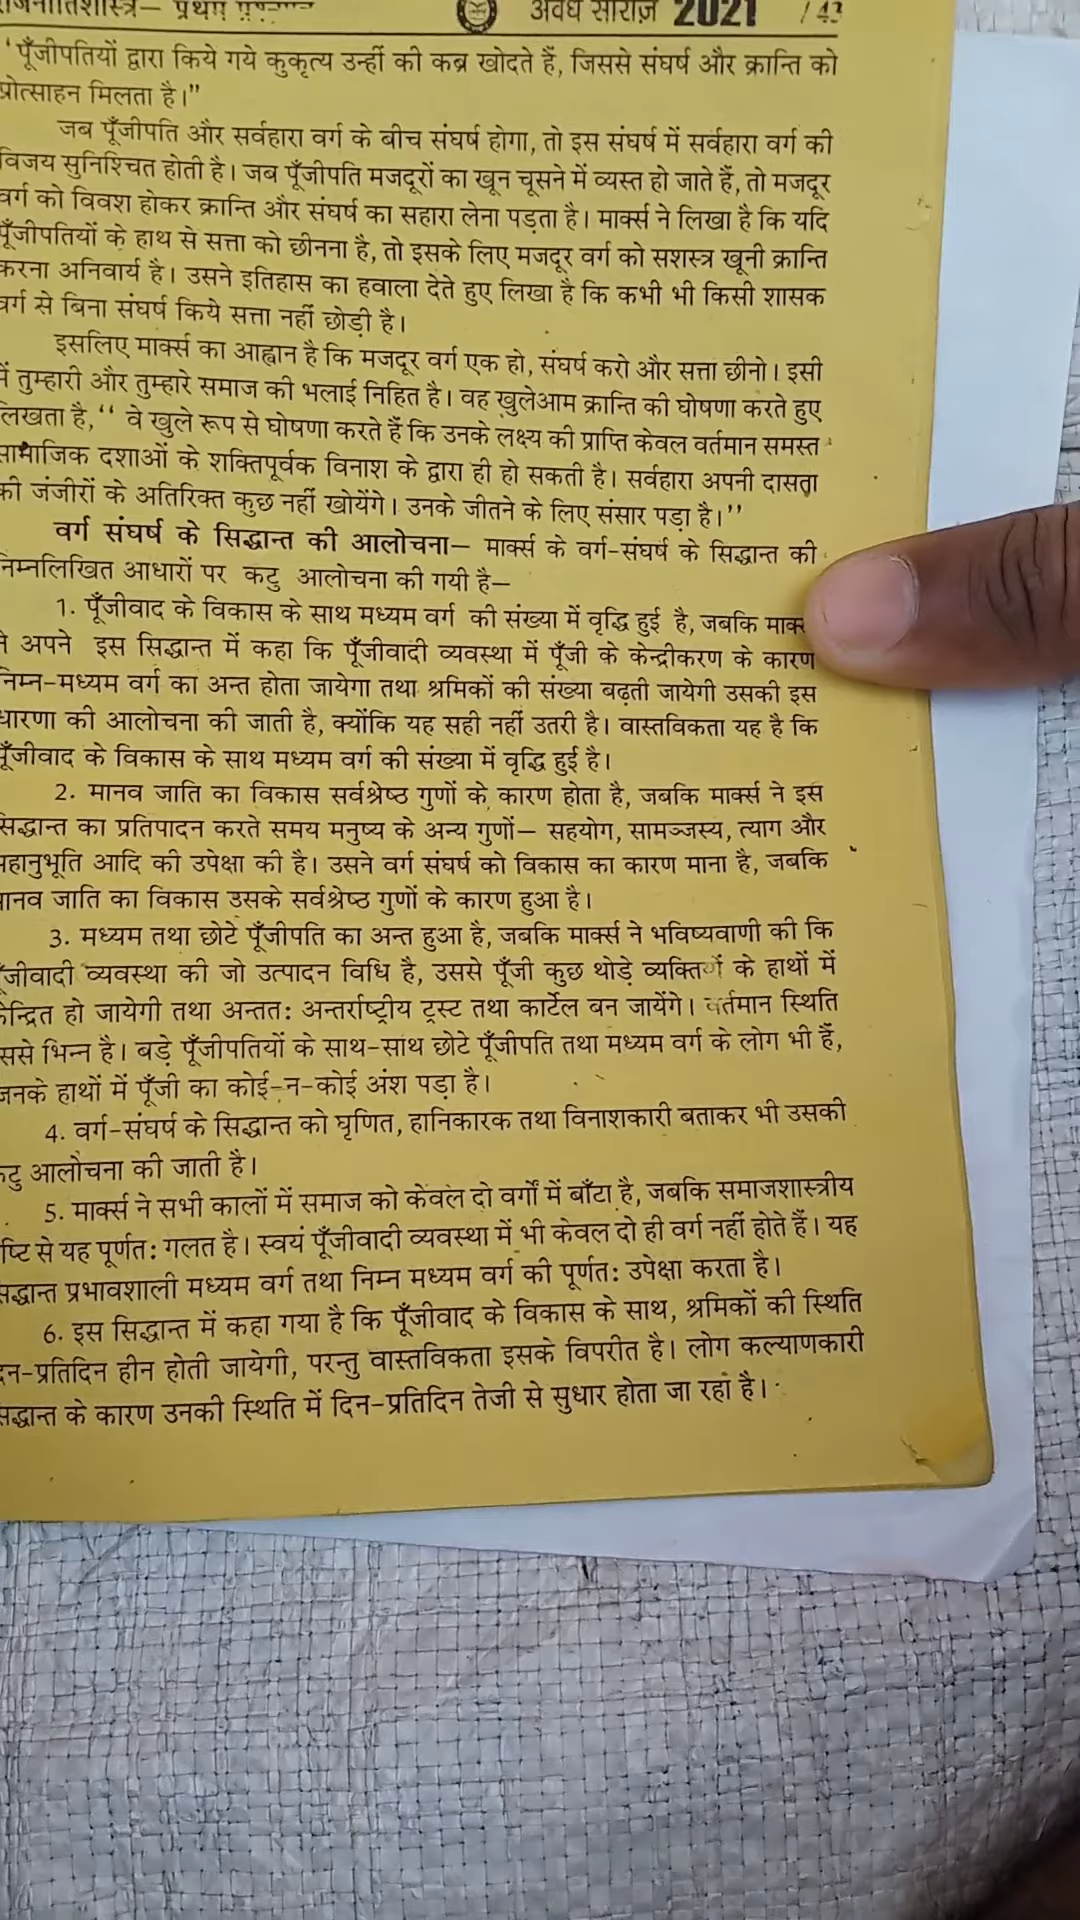 अवध सीरीज़ 2021 / 43
'पूँजीपतियों द्वारा किये गये कुकृत्य उन्हीं की कब्र खोदते हैं, जिससे संघर्ष और क्रान्ति को
प्रोत्साहन मिलता है।"
जब पूँजीपति और सर्वहारा वर्ग के बीच संघर्ष होगा, तो इस संघर्ष में सर्वहारा वर्ग की
विजय सुनिश्चित होती है। जब पूँजीपति मजदूरों का खून चूसने में व्यस्त हो जाते हैं, तो मजदूर
वर्ग को विवश होकर क्रान्ति और संघर्ष का सहारा लेना पड़ता है। मार्क्स ने लिखा है कि यदि
पूँजीपतियों के हाथ से सत्ता को छीनना है, तो इसके लिए मजदूर वर्ग को सशस्त्र खूनी क्रान्ति
करना अनिवार्य है। उसने इतिहास का हवाला देते हुए लिखा है कि कभी भी किसी शासक
वर्ग से बिना संघर्ष किये सत्ता नहीं छोड़ी है।
इसलिए मार्क्स का आह्वान है कि मजदूर वर्ग एक हो, संघर्ष करो और सत्ता छीनो। इसी
में तुम्हारी और तुम्हारे समाज की भलाई निहित है। वह खुलेआम क्रान्ति की घोषणा करते हुए
लिखता है, '' वे खुले रूप से घोषणा करते हैं कि उनके लक्ष्य की प्राप्ति केवल वर्तमान समस्त
सामाजिक दशाओं के शक्तिपूर्वक विनाश के द्वारा ही हो सकती है। सर्वहारा अपनी दासता
की जंजीरों के अतिरिक्त कुछ नहीं खोयेंगे। उनके जीतने के लिए संसार पड़ा है।''
वर्ग संघर्ष के सिद्धान्त की आलोचना— मार्क्स के वर्ग-संघर्ष के सिद्धान्त की
निम्नलिखित आधारों पर कटु आलोचना की गयी है—
1. पूँजीवाद के विकास के साथ मध्यम वर्ग की संख्या में वृद्धि हुई है, जबकि मार्क्स
ने अपने इस सिद्धान्त में कहा कि पूँजीवादी व्यवस्था में पूँजी के केन्द्रीकरण के कारण
निम्न-मध्यम वर्ग का अन्त होता जायेगा तथा श्रमिकों की संख्या बढ़ती जायेगी उसकी इस
धारणा की आलोचना की जाती है, क्योंकि यह सही नहीं उतरी है। वास्तविकता यह है कि
पूँजीवाद के विकास के साथ मध्यम वर्ग की संख्या में वृद्धि हुई है।
2. मानव जाति का विकास सर्वश्रेष्ठ गुणों के कारण होता है, जबकि मार्क्स ने इस
सिद्धान्त का प्रतिपादन करते समय मनुष्य के अन्य गुणों— सहयोग, सामञ्जस्य, त्याग और
सहानुभूति आदि की उपेक्षा की है। उसने वर्ग संघर्ष को विकास का कारण माना है, जबकि
मानव जाति का विकास उसके सर्वश्रेष्ठ गुणों के कारण हुआ है।
3. मध्यम तथा छोटे पूँजीपति का अन्त हुआ है, जबकि मार्क्स ने भविष्यवाणी की कि
पूँजीवादी व्यवस्था की जो उत्पादन विधि है, उससे पूँजी कुछ थोड़े व्यक्तियों के हाथों में
केन्द्रित हो जायेगी तथा अन्ततः अन्तर्राष्ट्रीय ट्रस्ट तथा कार्टेल बन जायेंगे। वर्तमान स्थिति
इससे भिन्न है। बड़े पूँजीपतियों के साथ-साथ छोटे पूँजीपति तथा मध्यम वर्ग के लोग भी हैं,
जिनके हाथों में पूँजी का कोई-न-कोई अंश पड़ा है।
4. वर्ग-संघर्ष के सिद्धान्त को घृणित, हानिकारक तथा विनाशकारी बताकर भी उसकी
कटु आलोचना की जाती है।
5. मार्क्स ने सभी कालों में समाज को केवल दो वर्गों में बाँटा है, जबकि समाजशास्त्रीय
दृष्टि से यह पूर्णतः गलत है। स्वयं पूँजीवादी व्यवस्था में भी केवल दो ही वर्ग नहीं होते हैं। यह
सिद्धान्त प्रभावशाली मध्यम वर्ग तथा निम्न मध्यम वर्ग की पूर्णतः उपेक्षा करता है।
6. इस सिद्धान्त में कहा गया है कि पूँजीवाद के विकास के साथ, श्रमिकों की स्थिति
दिन-प्रतिदिन हीन होती जायेगी, परन्तु वास्तविकता इसके विपरीत है। लोग कल्याणकारी
सिद्धान्त के कारण उनकी स्थिति में दिन-प्रतिदिन तेजी से सुधार होता जा रहा है।